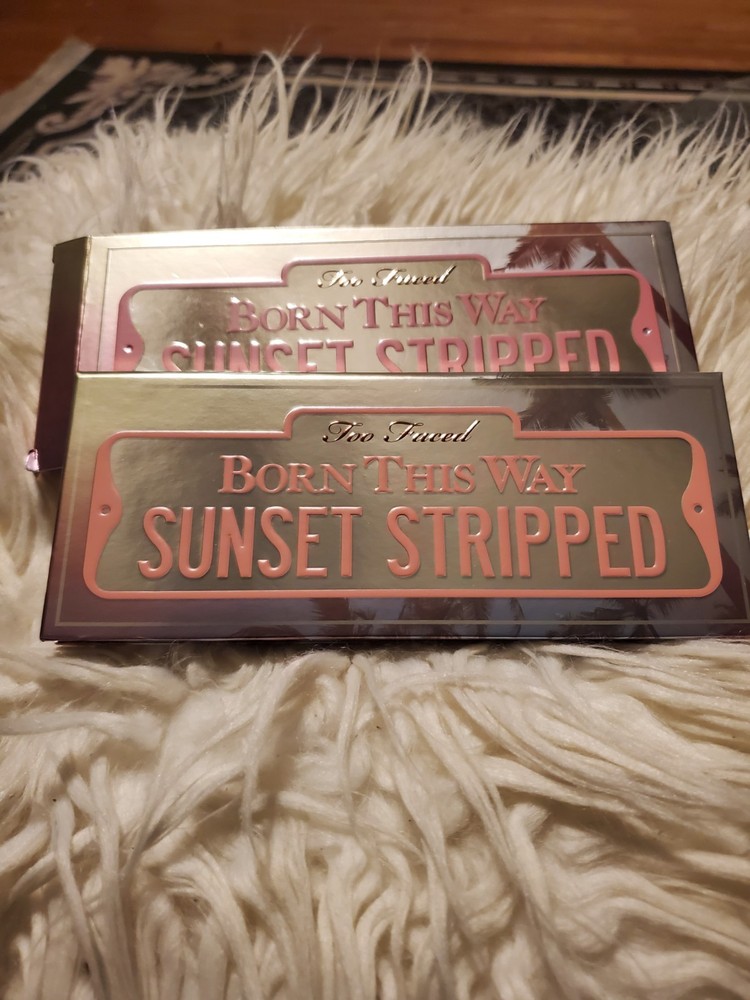 Too Faced
BORN THIS WAY
SUNSET STRIPPED
Too Faced
BORN THIS WAY
SUNSET STRIPPED